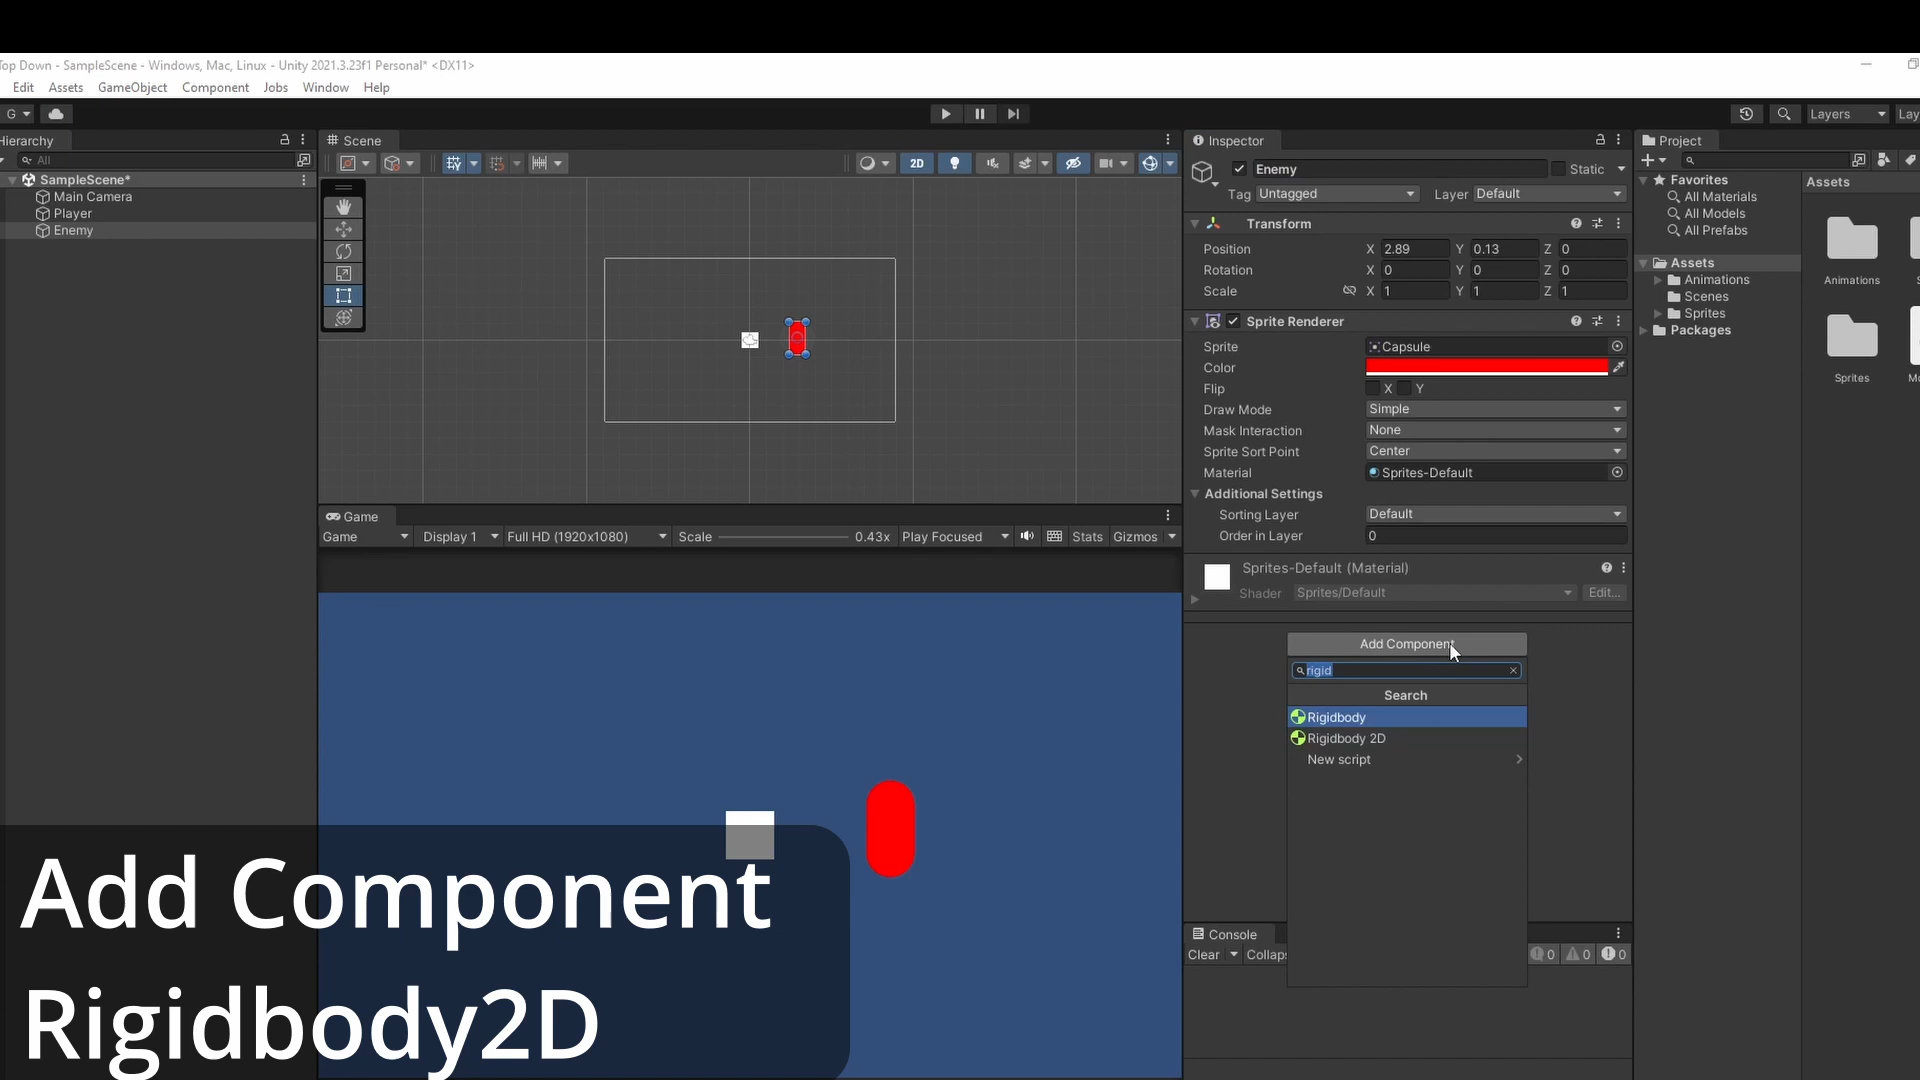 Top Down - SampleScene - Windows, Mac, Linux - Unity 2021.3.23f1 Personal* <DX11>
Edit Assets GameObject Component Jobs Window Help
G
Layers
Lay
Hierarchy
All
SampleScene*
Main Camera
Player
Enemy
Scene
2D
Game
Game Display 1 Full HD (1920x1080) Scale 0.43x Play Focused Stats Gizmos
Inspector
Enemy Static
Tag Untagged Layer Default
Transform
Position X 2.89 Y 0.13 Z 0
Rotation X 0 Y 0 Z 0
Scale X 1 Y 1 Z 1
Sprite Renderer
Sprite Capsule
Color
Flip X Y
Draw Mode Simple
Mask Interaction None
Sprite Sort Point Center
Material Sprites-Default
Additional Settings
Sorting Layer Default
Order in Layer 0
Sprites-Default (Material)
Shader Sprites/Default Edit...
Add Component
rigid
Search
Rigidbody
Rigidbody 2D
New script
Console
Clear Collaps 0 0 0
Project
Favorites
All Materials
All Models
All Prefabs
Assets
Animations
Scenes
Sprites
Packages
Assets
Animations
S
Sprites
Mo
Add Component
Rigidbody2D